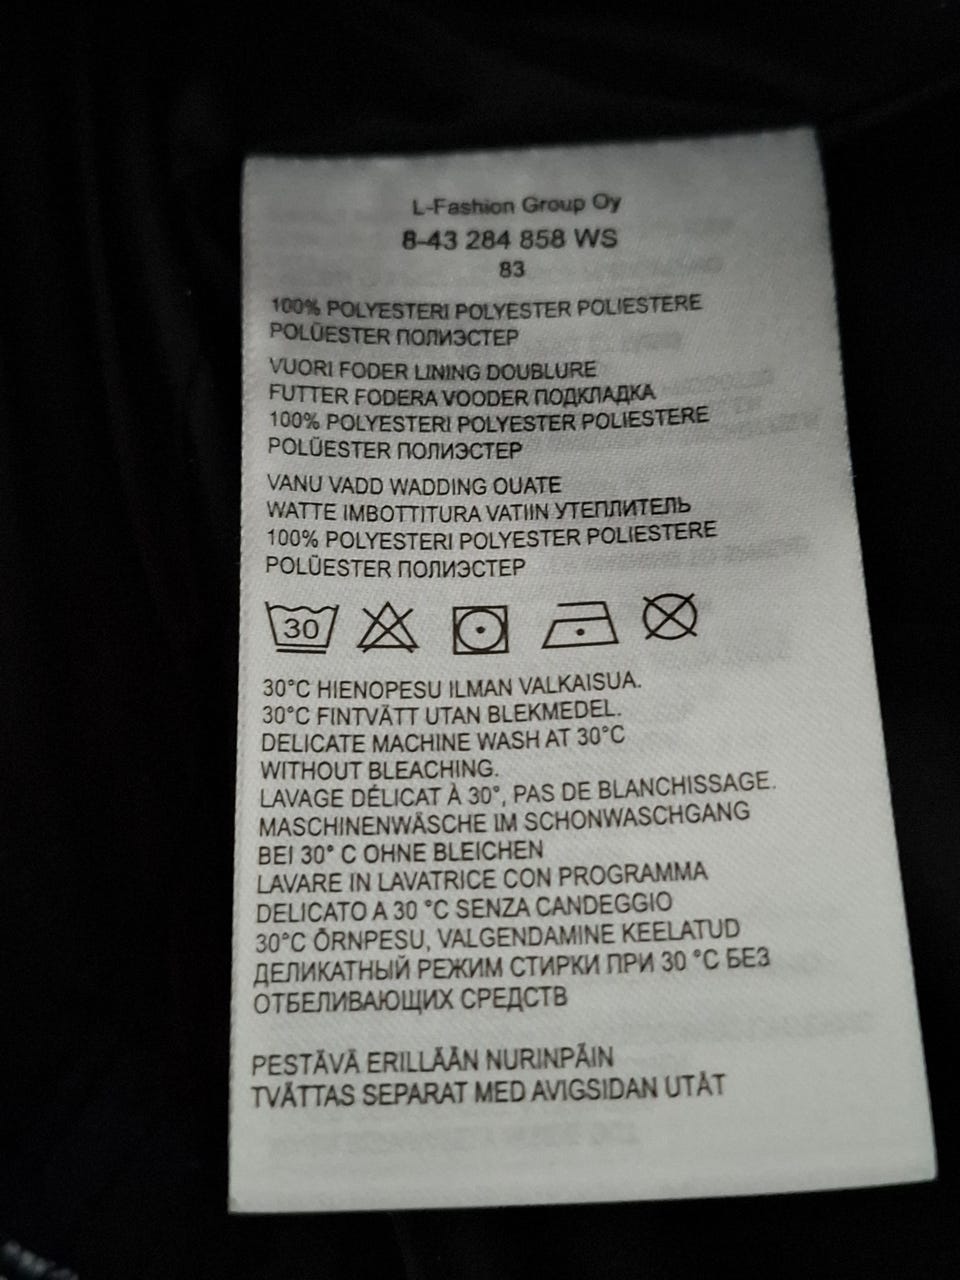 L-Fashion Group Oy
8-43 284 858 WS
83
100% POLYESTERI POLYESTER POLIESTERE
POLÜESTER ПОЛИЭСТЕР
VUORI FODER LINING DOUBLURE
FUTTER FODERA VOODER ПОДКЛАДКА
100% POLYESTERI POLYESTER POLIESTERE
POLÜESTER ПОЛИЭСТЕР
VANU VADD WADDING OUATE
WATTE IMBOTTITURA VATIIN УТЕПЛИТЕЛЬ
100% POLYESTERI POLYESTER POLIESTERE
POLÜESTER ПОЛИЭСТЕР
30
30°C HIENOPESU ILMAN VALKAISUA.
30°C FINTVÄTT UTAN BLEKMEDEL.
DELICATE MACHINE WASH AT 30°C
WITHOUT BLEACHING.
LAVAGE DÉLICAT À 30°, PAS DE BLANCHISSAGE.
MASCHINENWÄSCHE IM SCHONWASCHGANG
BEI 30° C OHNE BLEICHEN
LAVARE IN LAVATRICE CON PROGRAMMA
DELICATO A 30 °C SENZA CANDEGGIO
30°C ÕRNPESU, VALGENDAMINE KEELATUD
ДЕЛИКАТНЫЙ РЕЖИМ СТИРКИ ПРИ 30 °C БЕЗ
ОТБЕЛИВАЮЩИХ СРЕДСТВ
PESTÄVÄ ERILLÄÄN NURINPÄIN
TVÄTTAS SEPARAT MED AVIGSIDAN UTÅT